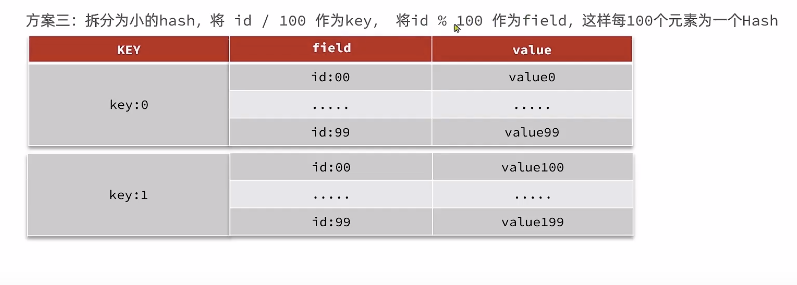 方案三：拆分为小的hash，将 id / 100 作为key， 将id % 100 作为field，这样每100个元素为一个Hash
KEY field value
id:00 value0
key:0 ..... .....
id:99 value99
id:00 value100
key:1 ..... .....
id:99 value199